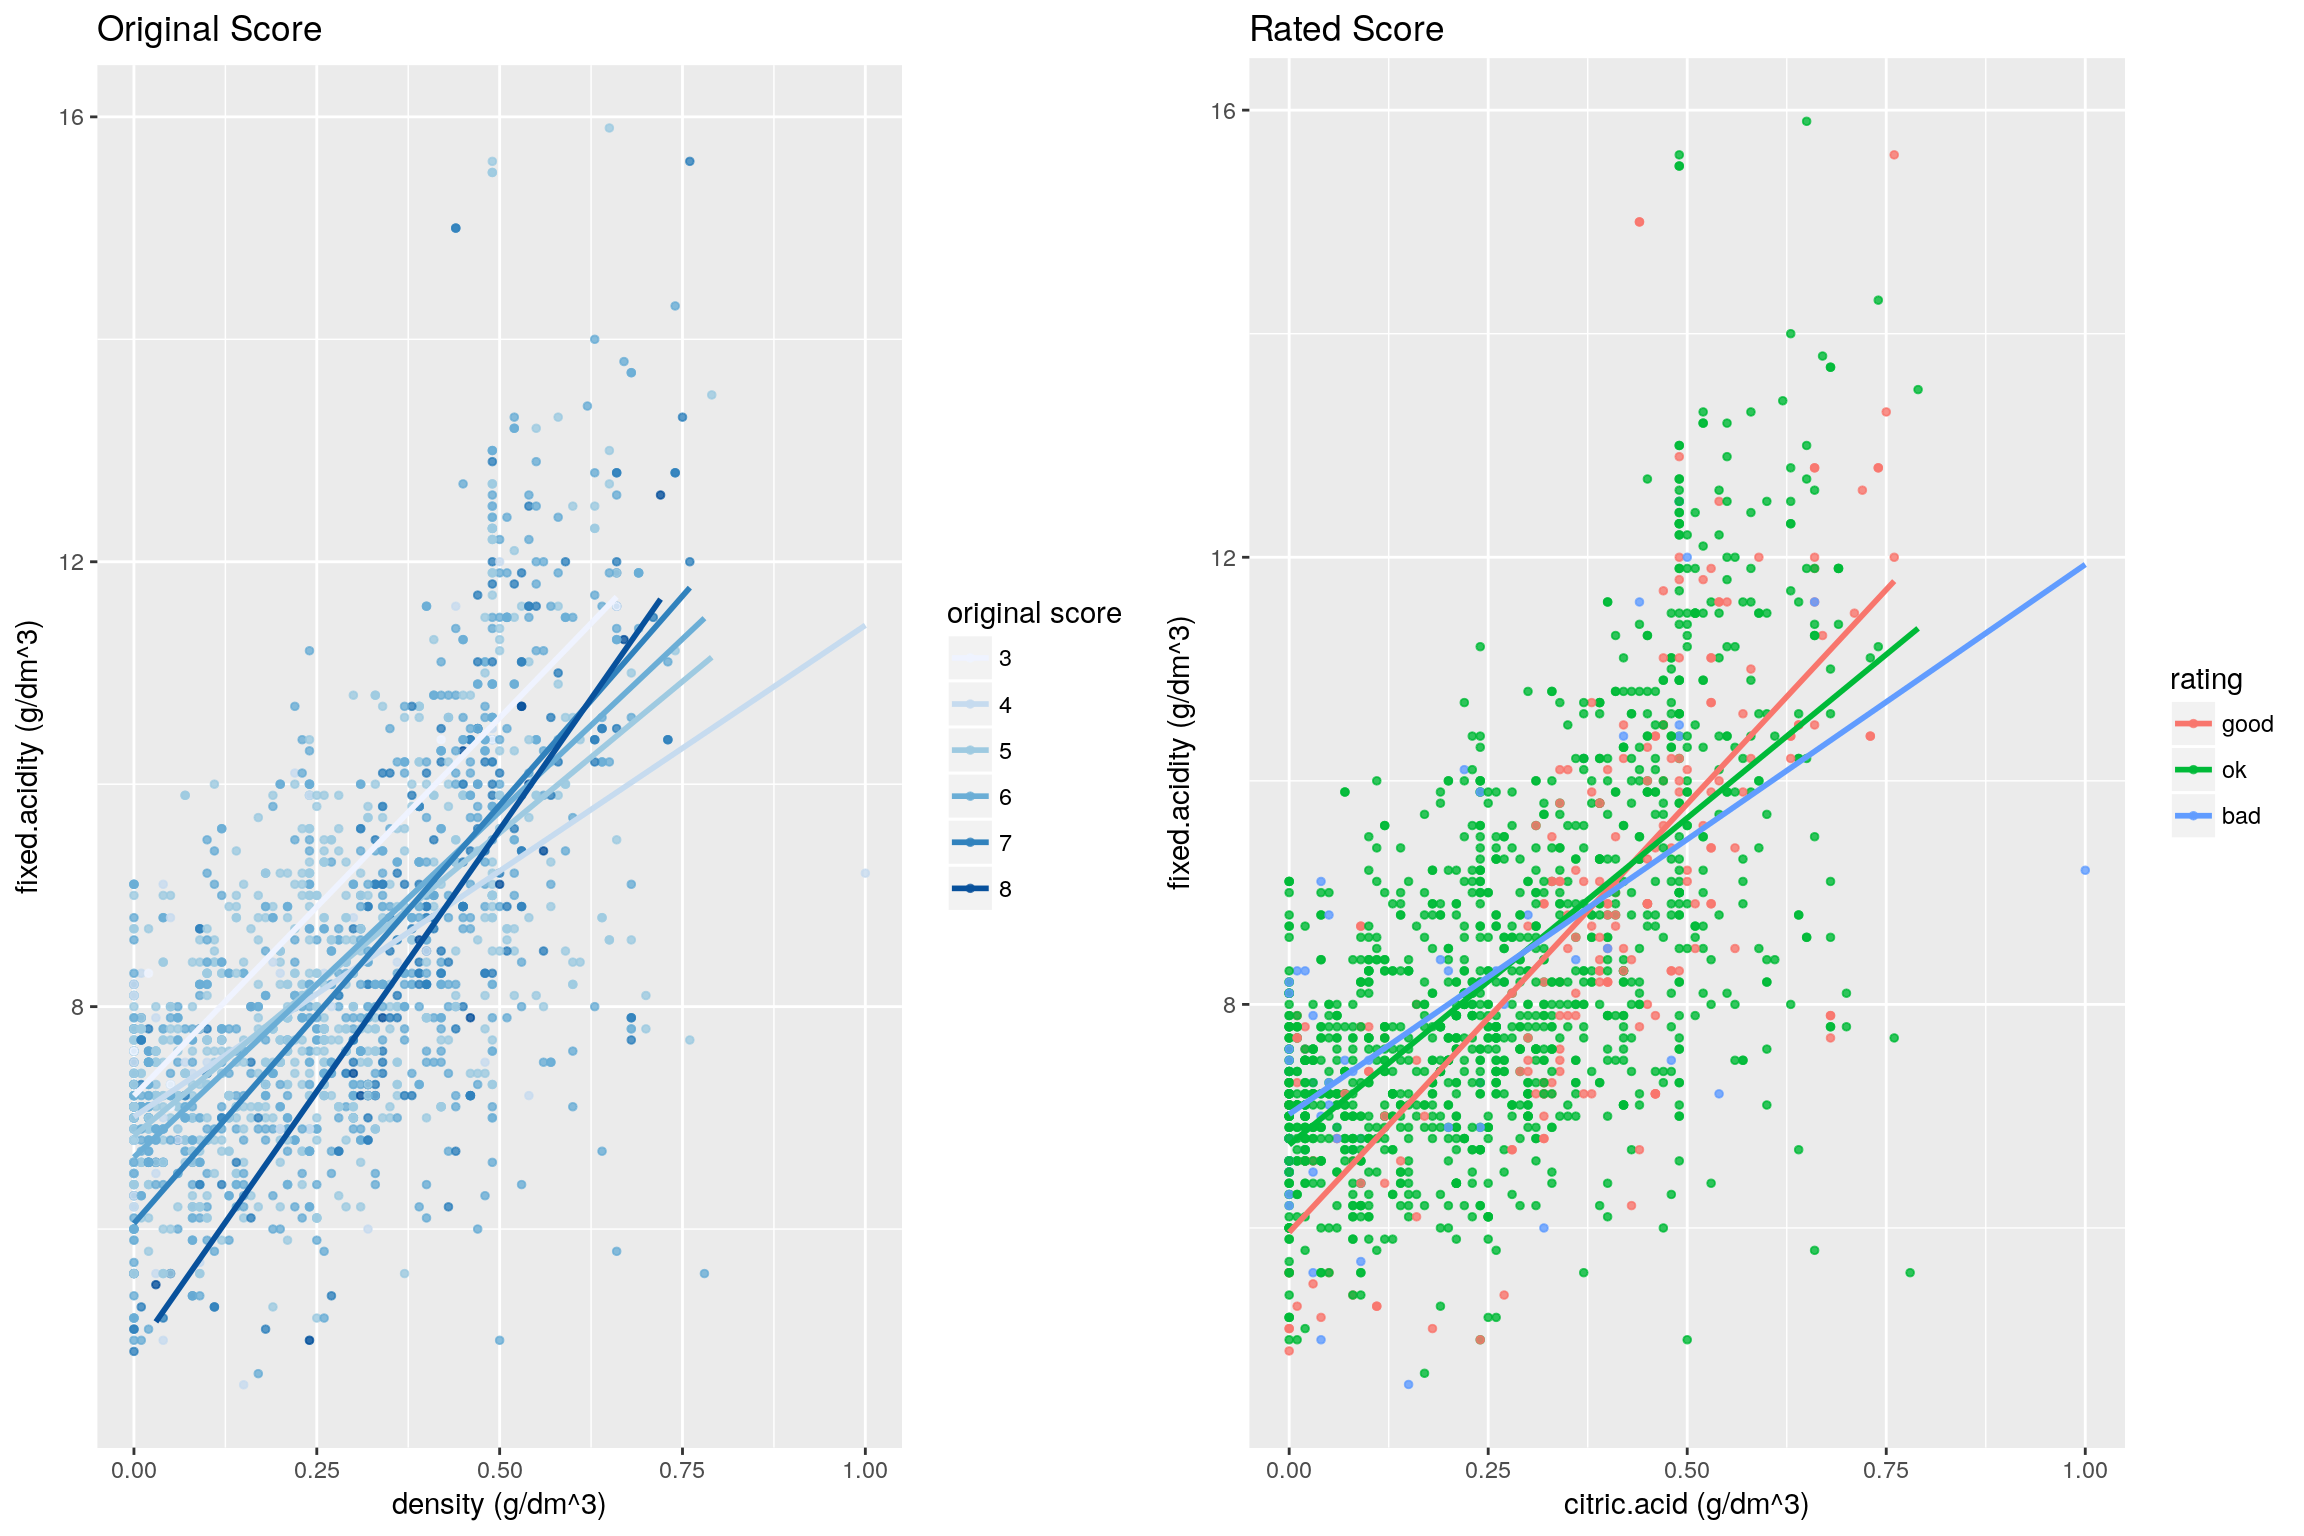 Original Score
16
12
8
fixed.acidity (g/dm^3)
0.00 0.25 0.50 0.75 1.00
density (g/dm^3)
original score
3
4
5
6
7
8
Rated Score
16
12
8
fixed.acidity (g/dm^3)
0.00 0.25 0.50 0.75 1.00
citric.acid (g/dm^3)
rating
good
ok
bad